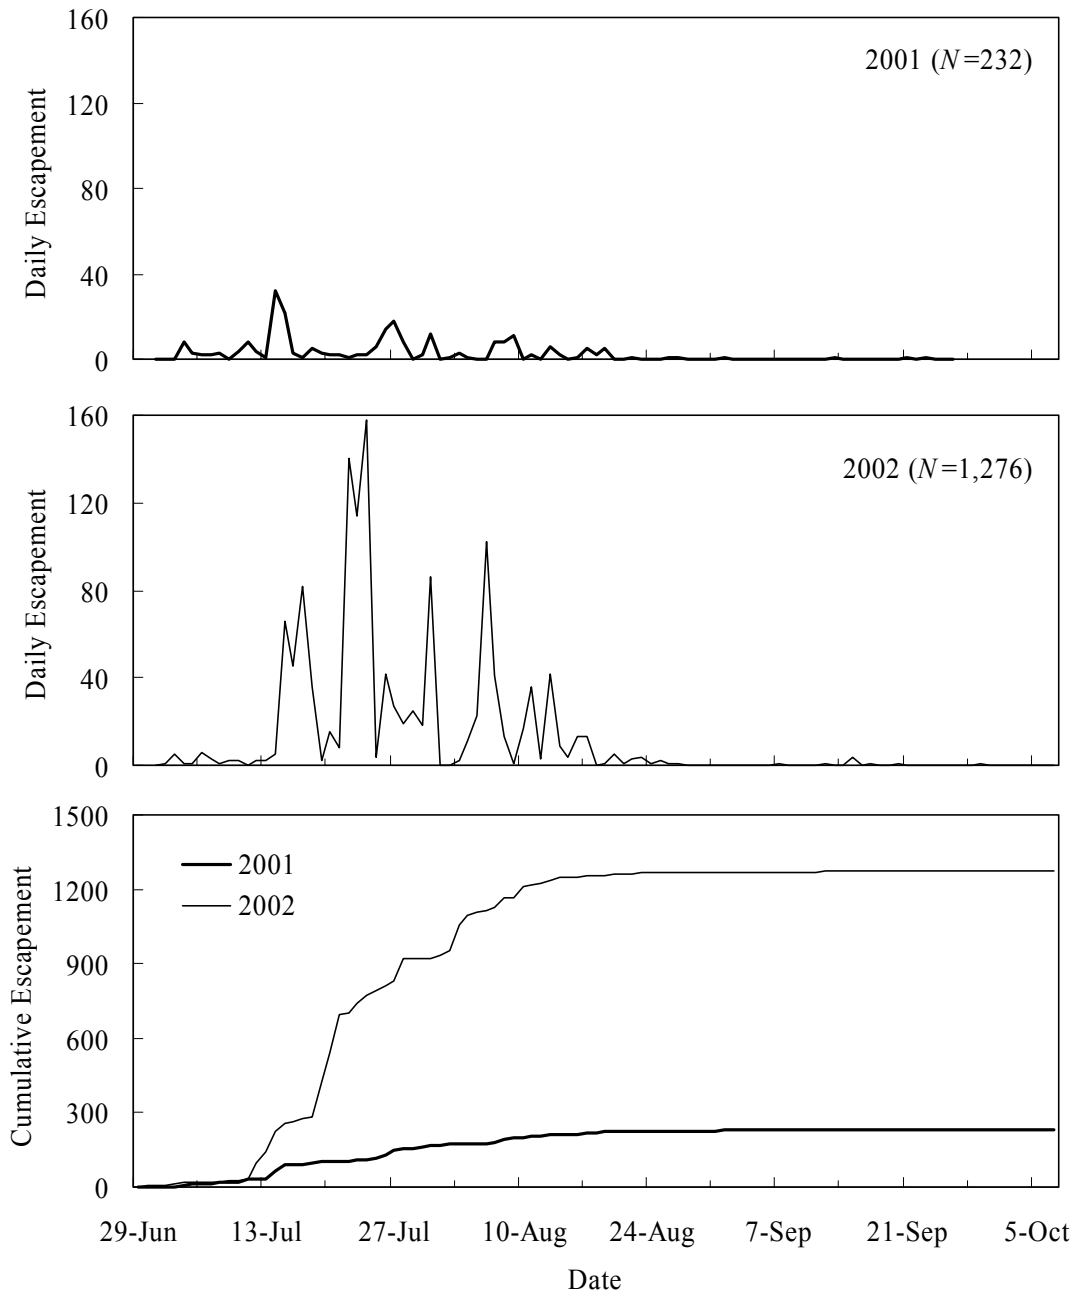 160
2001 (N=232)
120
80
40
0
Daily Escapement
160
2002 (N=1,276)
120
80
40
0
Daily Escapement
1500
1200
900
600
300
0
Cumulative Escapement
2001
2002
29-Jun 13-Jul 27-Jul 10-Aug 24-Aug 7-Sep 21-Sep 5-Oct
Date